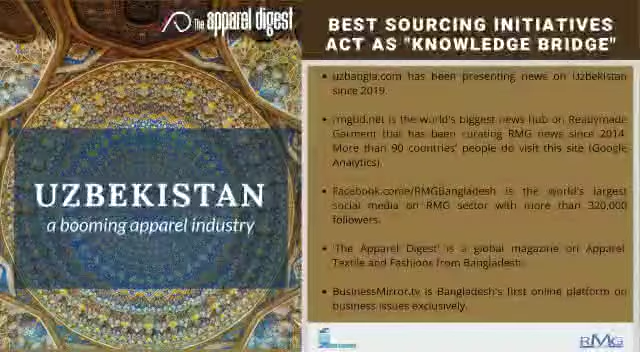 The apparel digest
UZBEKISTAN
a booming apparel industry
BEST SOURCING INITIATIVES
ACT AS "KNOWLEDGE BRIDGE"
• uzbangla.com has been presenting news on Uzbekistan
since 2019.
• rmgbd.net is the world's biggest news hub on Readymade
Garment that has been curating RMG news since 2014.
More than 90 countries' people do visit this site (Google
Analytics).
• Facebook.com/RMGBangladesh is the world's largest
social media on RMG sector with more than 320,000
followers.
• 'The Apparel Digest' is a global magazine on Apparel
Textile and Fashions from Bangladesh.
• BusinessMirror.tv is Bangladesh's first online platform on
business issues exclusively.
RMG